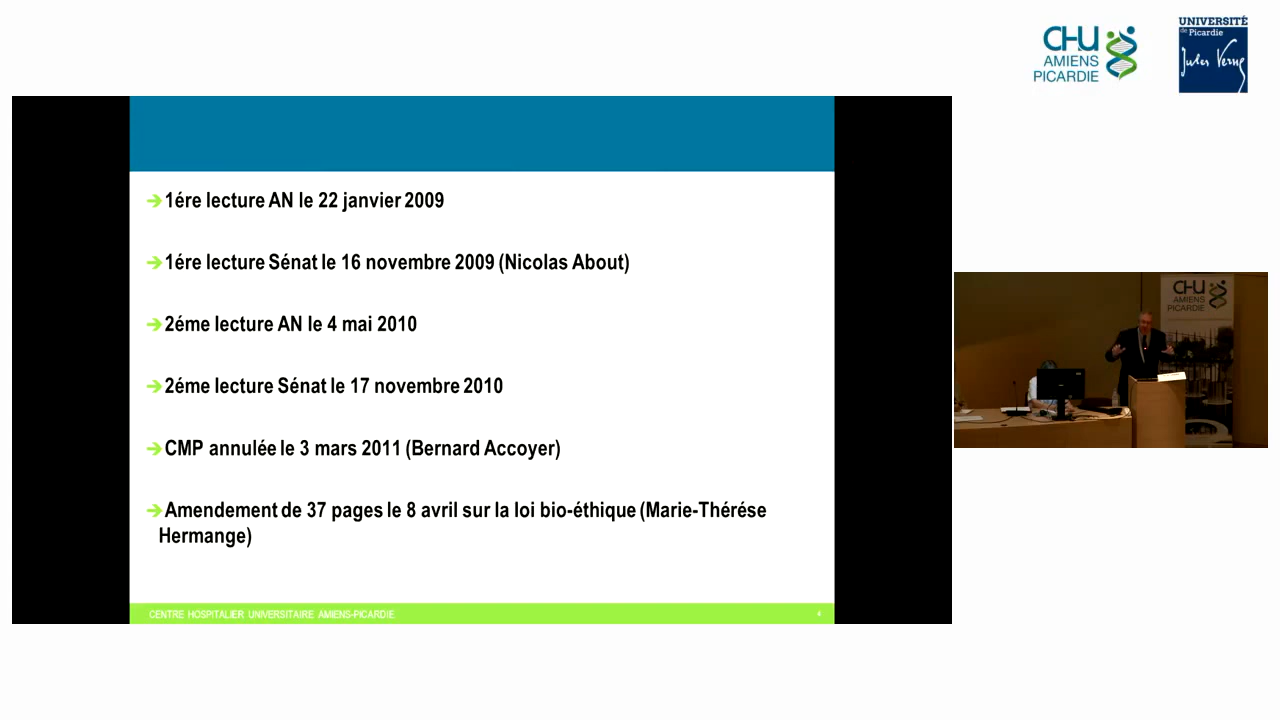 CHU
AMIENS
PICARDIE
UNIVERSITÉ
de Picardie
Jules Verne
1ére lecture AN le 22 janvier 2009
1ére lecture Sénat le 16 novembre 2009 (Nicolas About)
2éme lecture AN le 4 mai 2010
2éme lecture Sénat le 17 novembre 2010
CMP annulée le 3 mars 2011 (Bernard Accoyer)
Amendement de 37 pages le 8 avril sur la loi bio-éthique (Marie-Thérése
Hermange)
CENTRE HOSPITALIER UNIVERSITAIRE AMIENS-PICARDIE
4
CHU
AMIENS
PICARDIE